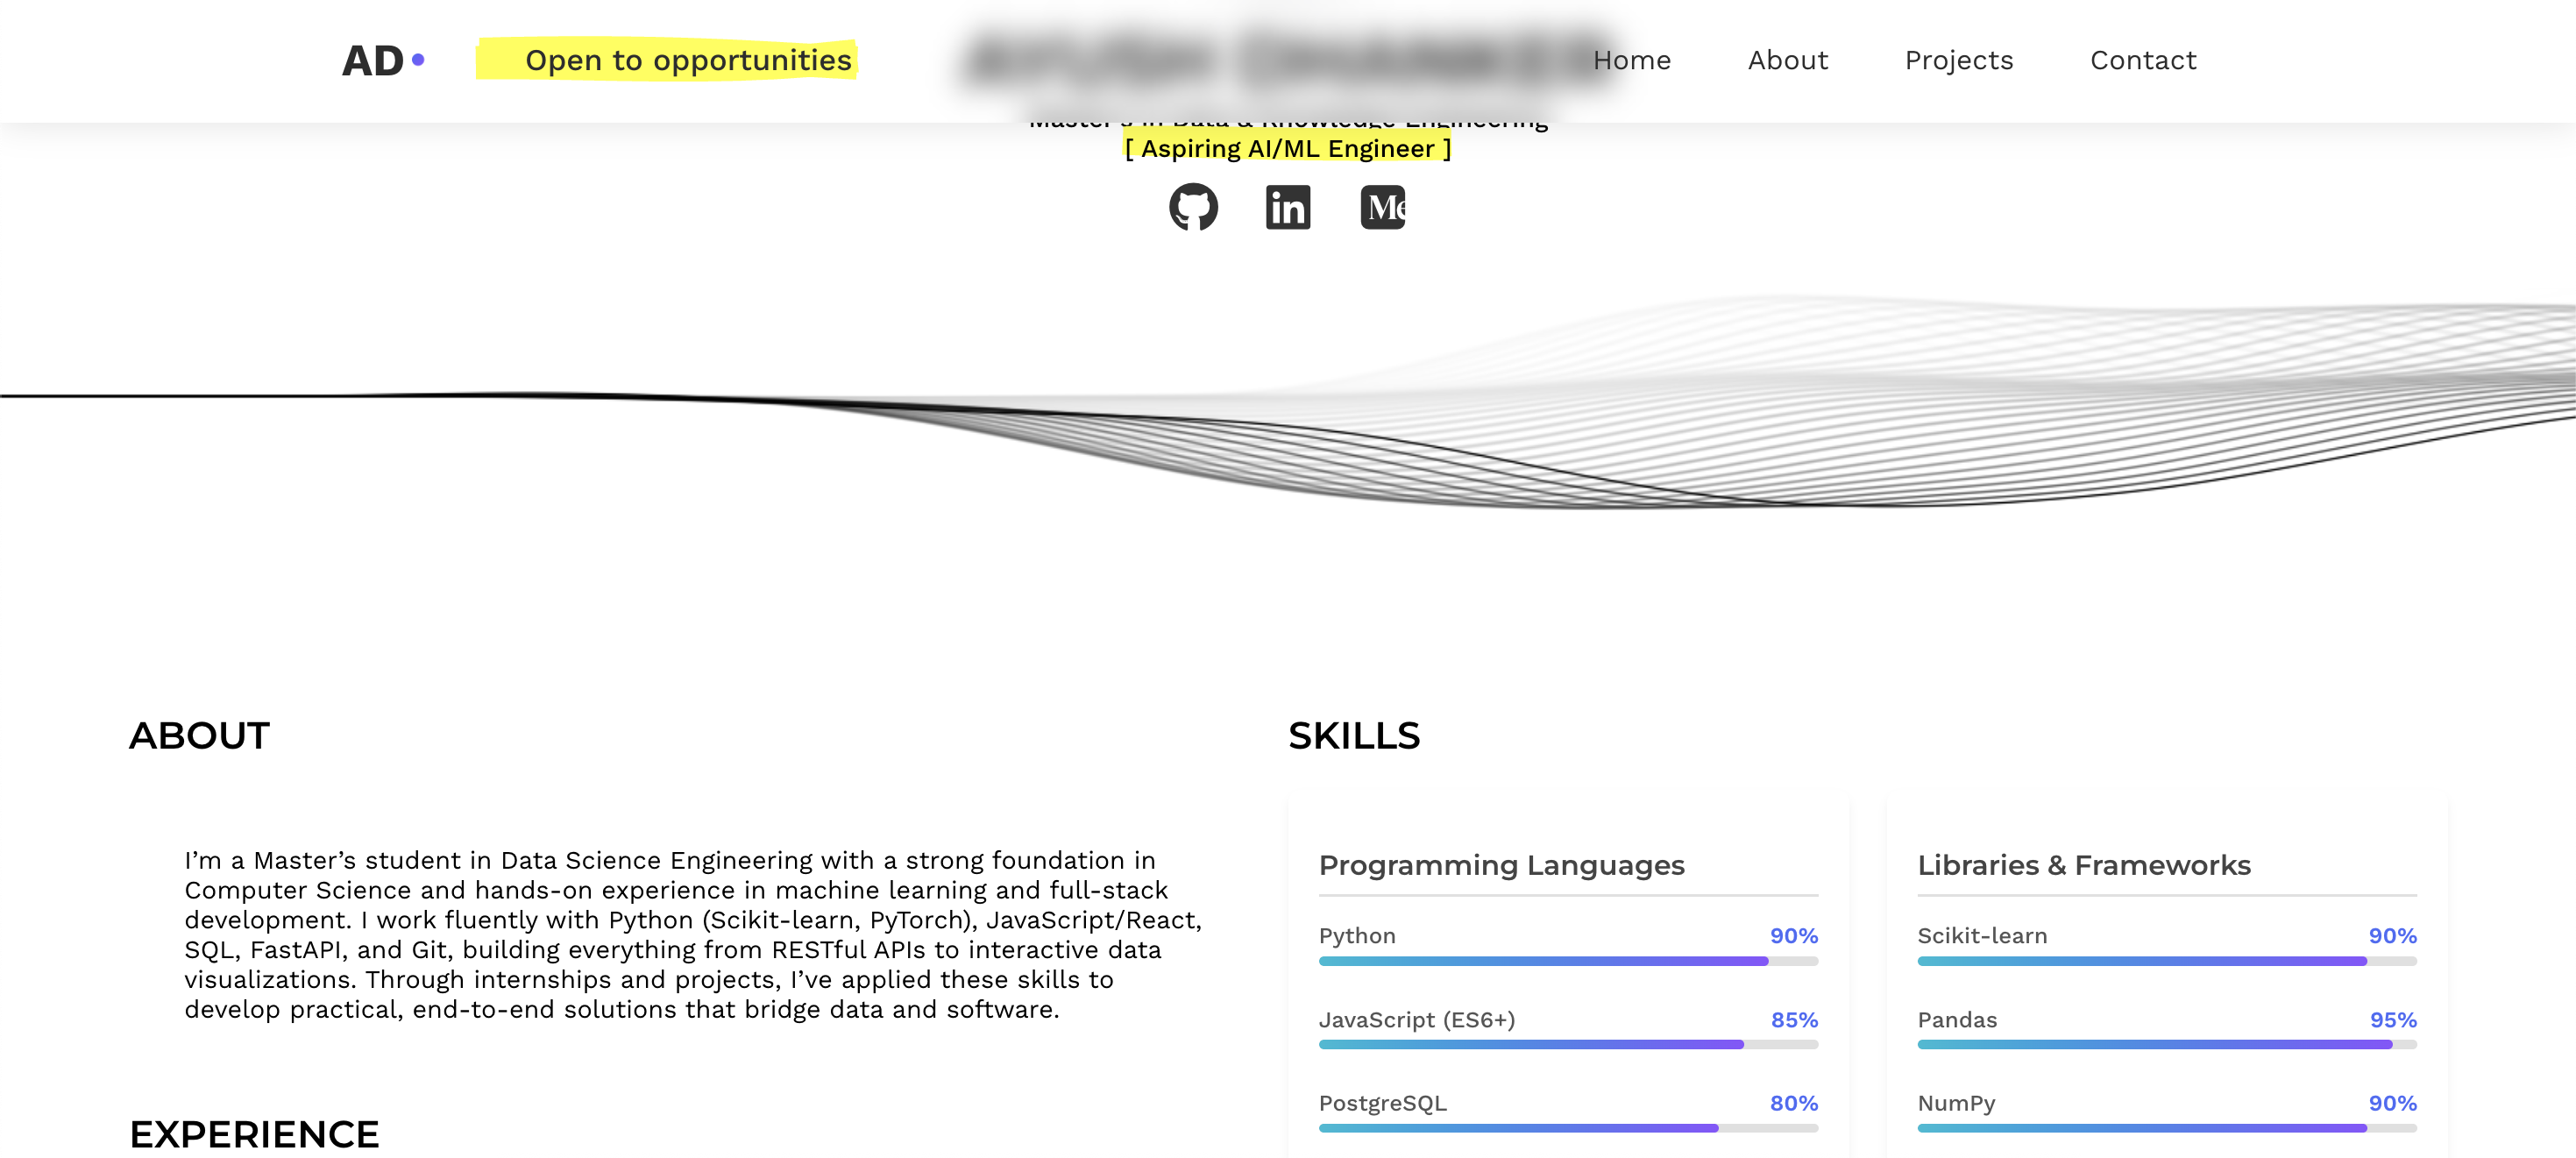 AD
Open to opportunities
Home
About
Projects
Contact
Master's in Data & Knowledge Engineering
[ Aspiring AI/ML Engineer ]
in
Me
ABOUT
I’m a Master’s student in Data Science Engineering with a strong foundation in
Computer Science and hands-on experience in machine learning and full-stack
development. I work fluently with Python (Scikit-learn, PyTorch), JavaScript/React,
SQL, FastAPI, and Git, building everything from RESTful APIs to interactive data
visualizations. Through internships and projects, I’ve applied these skills to
develop practical, end-to-end solutions that bridge data and software.
EXPERIENCE
SKILLS
Programming Languages
Python 90%
JavaScript (ES6+) 85%
PostgreSQL 80%
Libraries & Frameworks
Scikit-learn 90%
Pandas 95%
NumPy 90%